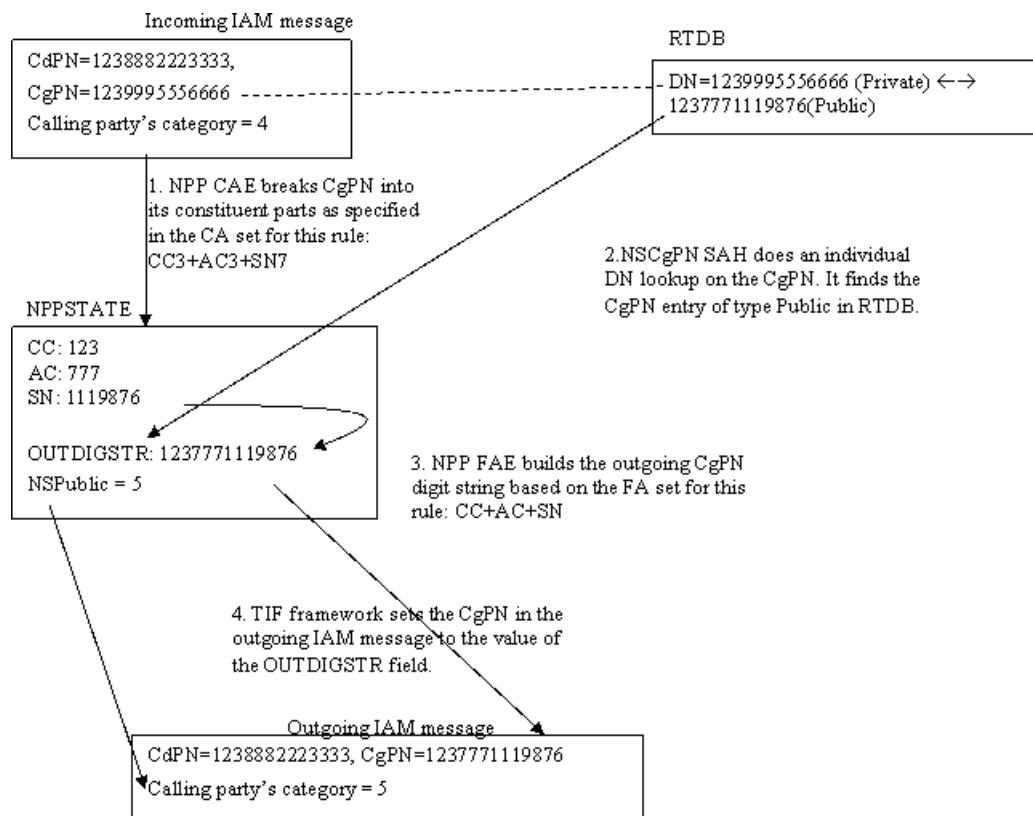 Incoming IAM message
CdPN=1238882223333,
CgPN=1239995556666
Calling party's category = 4
RTDB
DN=1239995556666 (Private) ←→
1237771119876(Public)
1. NPP CAE breaks CgPN into
its constituent parts as specified
in the CA set for this rule:
CC3+AC3+SN7
2.NSCgPN SAH does an individual
DN lookup on the CgPN. It finds the
CgPN entry of type Public in RTDB.
NPPSTATE
CC: 123
AC: 777
SN: 1119876
OUTDIGSTR: 1237771119876
NSPublic = 5
3. NPP FAE builds the outgoing CgPN
digit string based on the FA set for this
rule: CC+AC+SN
4. TIF framework sets the CgPN in the
outgoing IAM message to the value of
the OUTDIGSTR field.
Outgoing IAM message
CdPN=1238882223333, CgPN=1237771119876
Calling party's category = 5